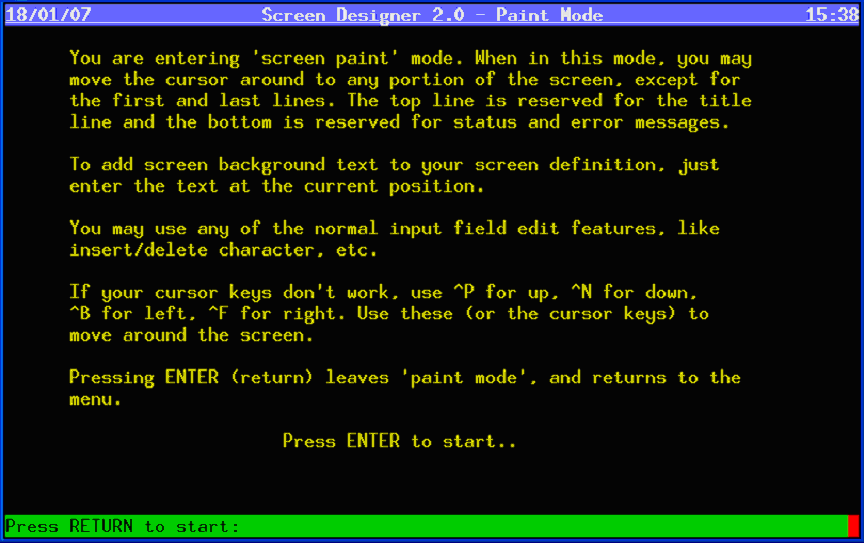 18/01/07 Screen Designer 2.0 - Paint Mode 15:38
You are entering 'screen paint' mode. When in this mode, you may
move the cursor around to any portion of the screen, except for
the first and last lines. The top line is reserved for the title
line and the bottom is reserved for status and error messages.
To add screen background text to your screen definition, just
enter the text at the current position.
You may use any of the normal input field edit features, like
insert/delete character, etc.
If your cursor keys don't work, use ^P for up, ^N for down,
^B for left, ^F for right. Use these (or the cursor keys) to
move around the screen.
Pressing ENTER (return) leaves 'paint mode', and returns to the
menu.
Press ENTER to start..
Press RETURN to start: